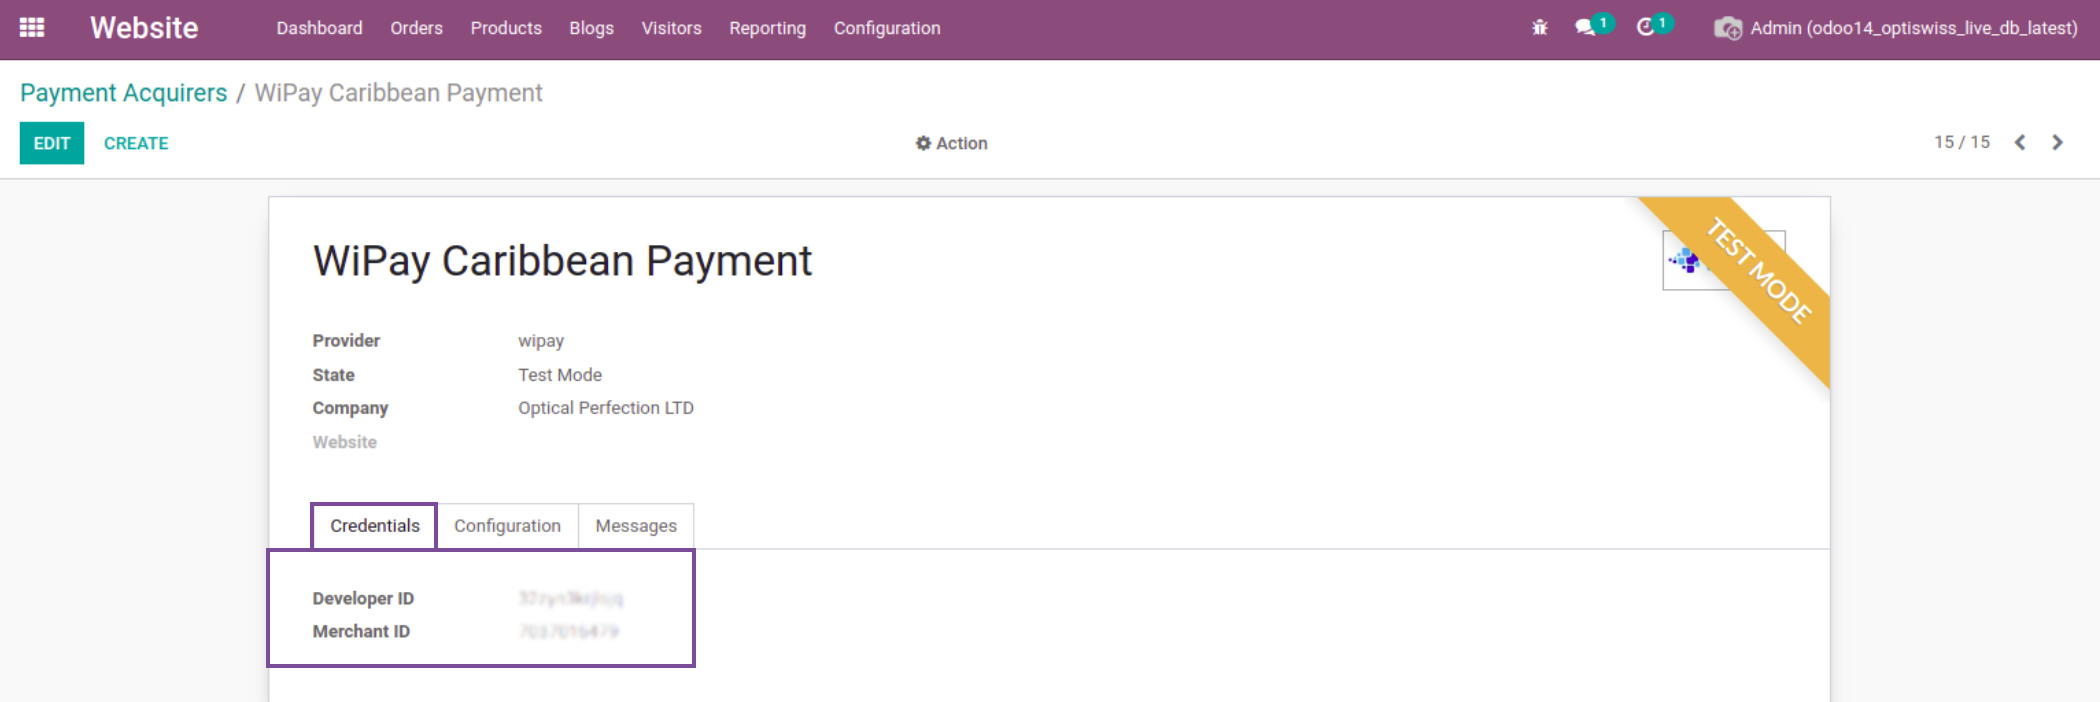 Website Dashboard Orders Products Blogs Visitors Reporting Configuration 1 1 Admin (odoo14_optiswiss_live_db_latest)
Payment Acquirers / WiPay Caribbean Payment
EDIT CREATE Action 15 / 15
TEST MODE
WiPay Caribbean Payment
Provider wipay
State Test Mode
Company Optical Perfection LTD
Website
Credentials Configuration Messages
Developer ID
Merchant ID